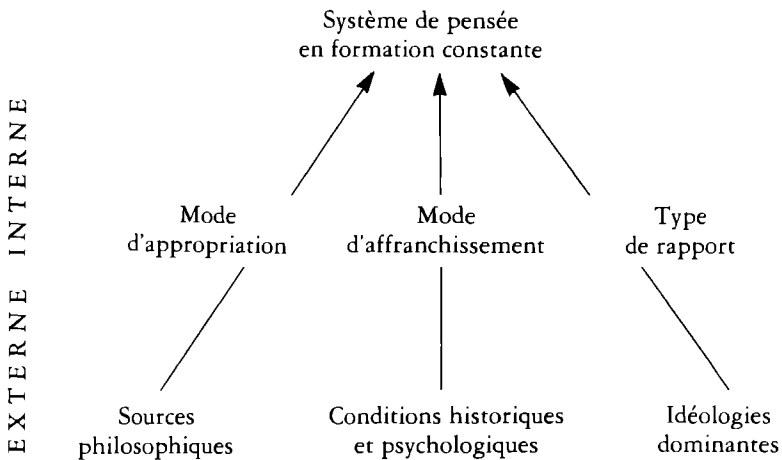 Système de pensée
en formation constante
EXTERNE INTERNE
Mode
d'appropriation
Mode
d'affranchissement
Type
de rapport
Sources
philosophiques
Conditions historiques
et psychologiques
Idéologies
dominantes